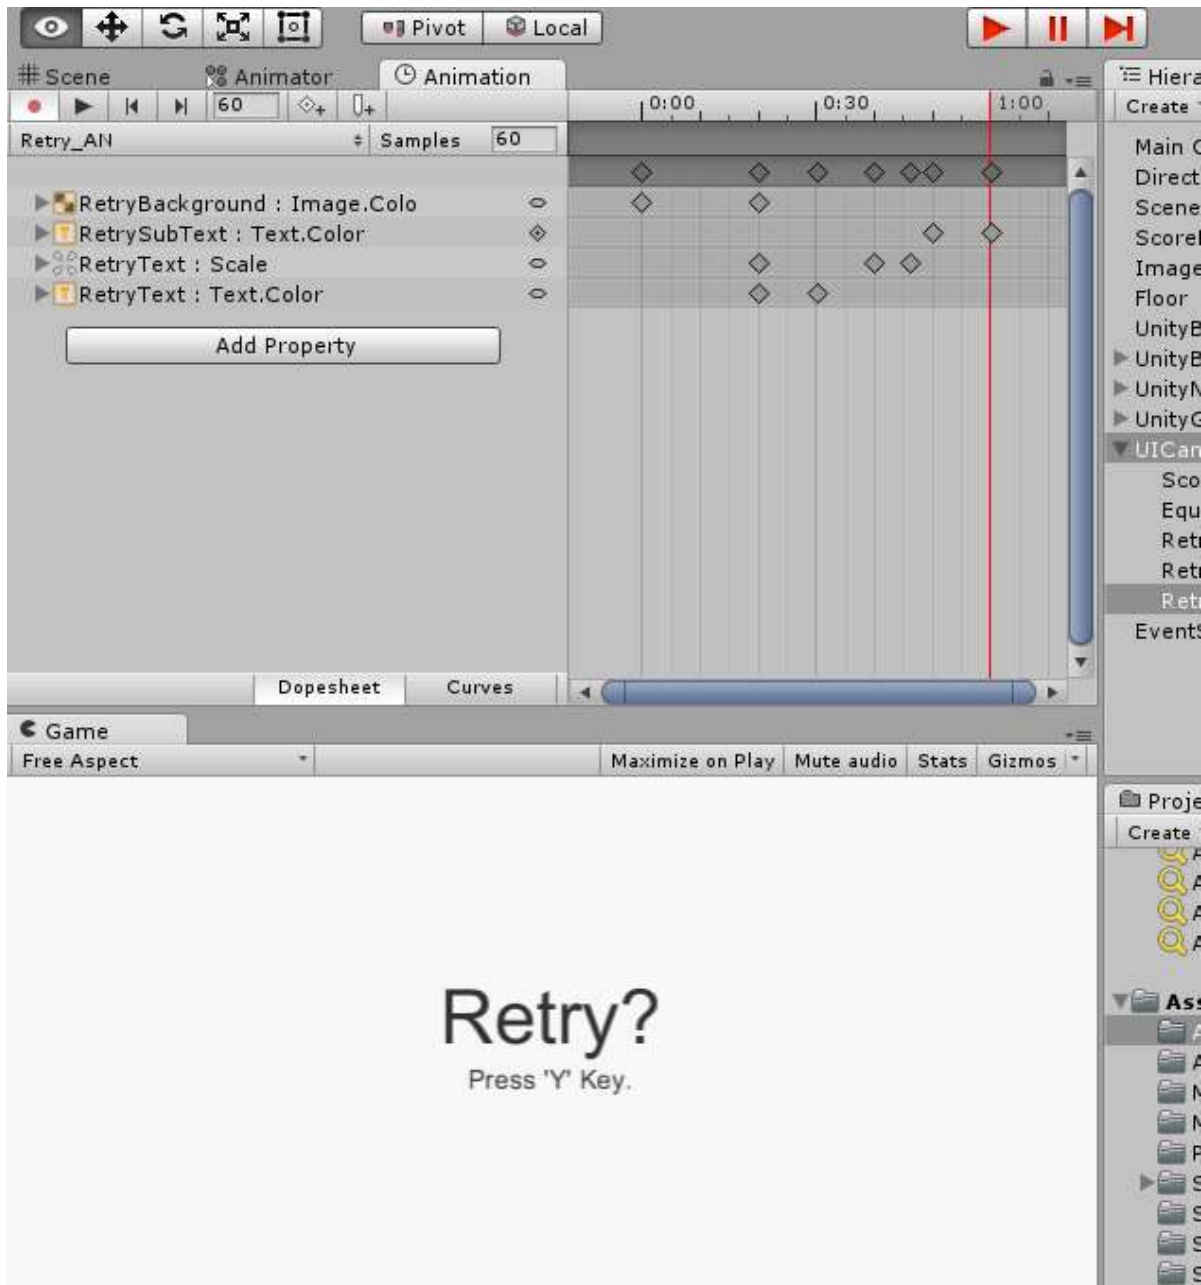 Pivot Local
Scene Animator Animation
60 0:00 0:30 1:00
Retry_AN Samples 60
RetryBackground : Image.Colo
RetrySubText : Text.Color
RetryText : Scale
RetryText : Text.Color
Add Property
Dopesheet Curves
Game
Free Aspect Maximize on Play Mute audio Stats Gizmos
Retry?
Press 'Y' Key.
Hiera
Create
Main C
Direct
Scene
Score
Image
Floor
UnityB
UnityB
UnityN
UnityG
UICan
Sco
Equ
Retr
Retr
Retr
EventS
Proje
Create
A
A
A
A
Ass
A
A
M
M
P
S
S
S
S